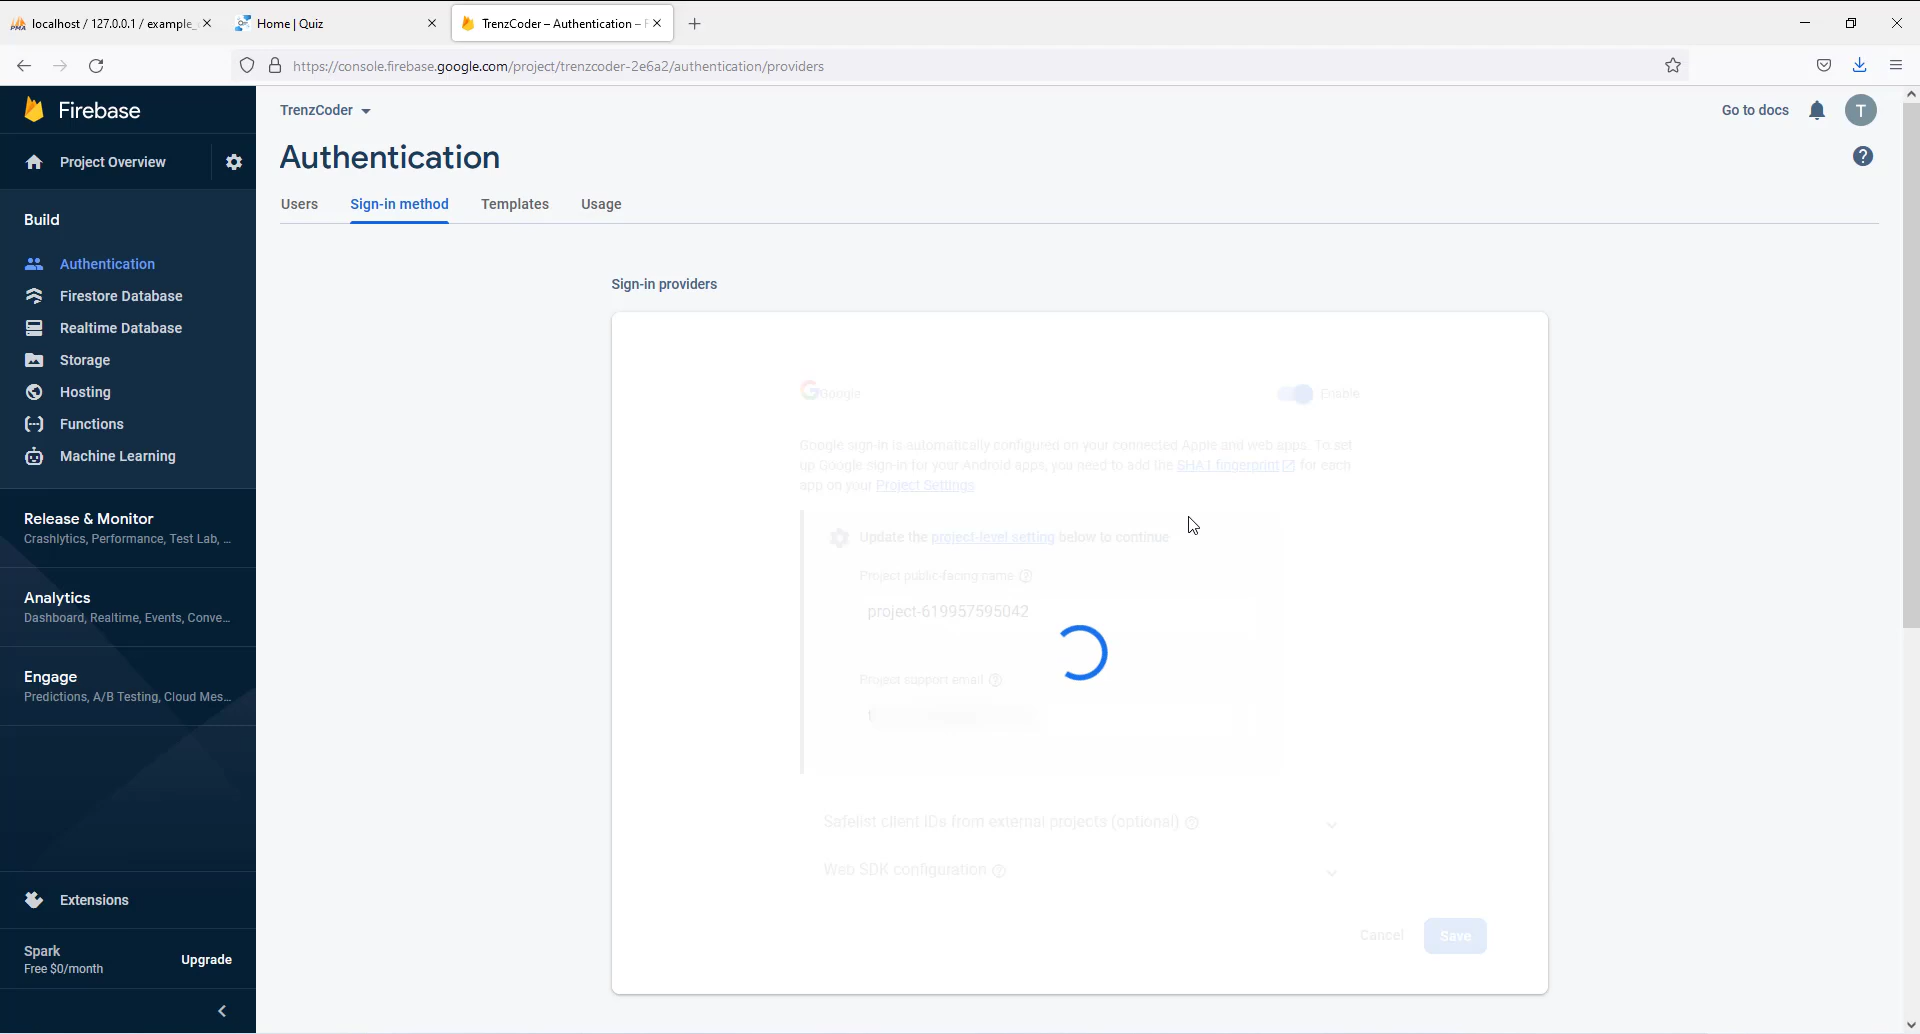 localhost / 127.0.0.1 / example_
Home | Quiz
TrenzCoder – Authentication –
https://console.firebase.google.com/project/trenzcoder-2e6a2/authentication/providers
Firebase
Project Overview
Build
Authentication
Firestore Database
Realtime Database
Storage
Hosting
Functions
Machine Learning
Release & Monitor
Crashlytics, Performance, Test Lab, ...
Analytics
Dashboard, Realtime, Events, Conve...
Engage
Predictions, A/B Testing, Cloud Mes...
Extensions
Spark
Free $0/month
Upgrade
TrenzCoder
Go to docs
T
Authentication
Users
Sign-in method
Templates
Usage
Sign-in providers
Google
Enable
Google sign-in is automatically configured on your connected Apple and web apps. To set
up Google sign-in for your Android apps, you need to add the SHA1 fingerprint for each
app on your Project Settings.
Update the project-level setting below to continue
Project public-facing name
project-619957595042
Project support email
Safelist client IDs from external projects (optional)
Web SDK configuration
Cancel
Save